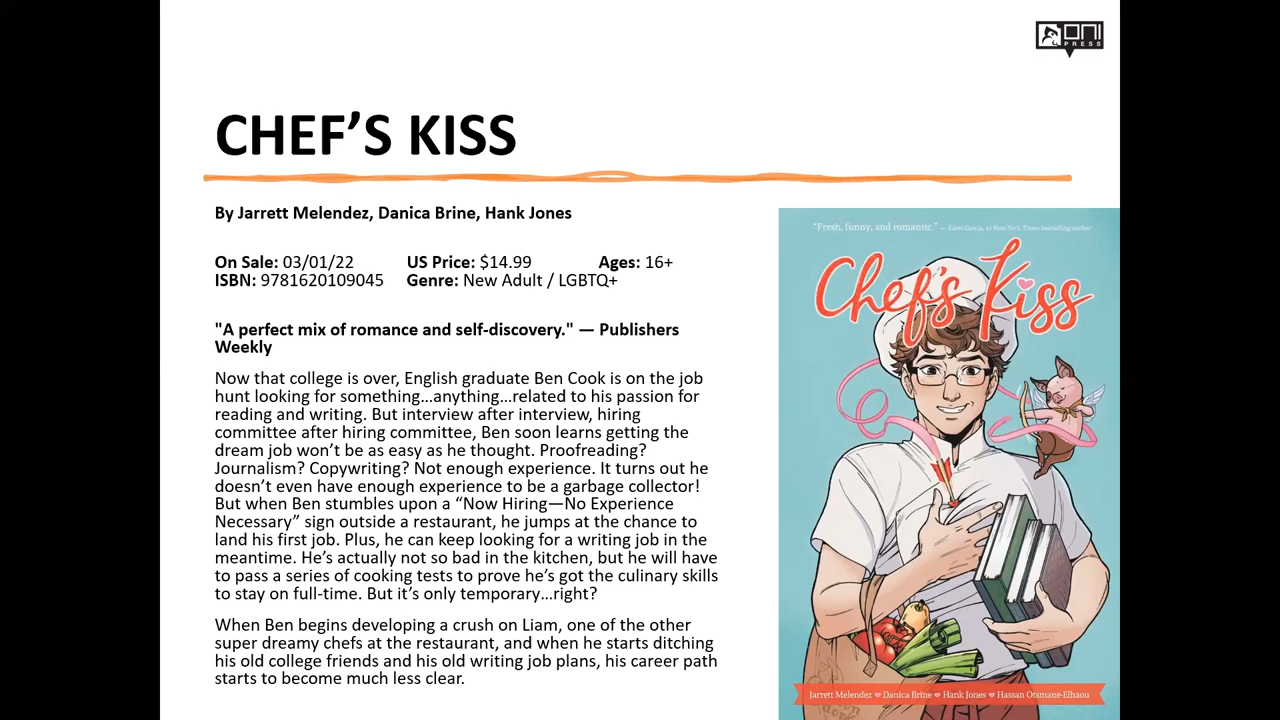 ONI
PRESS
CHEF’S KISS
By Jarrett Melendez, Danica Brine, Hank Jones
On Sale: 03/01/22 US Price: $14.99 Ages: 16+
ISBN: 9781620109045 Genre: New Adult / LGBTQ+
"A perfect mix of romance and self-discovery." — Publishers
Weekly
Now that college is over, English graduate Ben Cook is on the job
hunt looking for something…anything…related to his passion for
reading and writing. But interview after interview, hiring
committee after hiring committee, Ben soon learns getting the
dream job won’t be as easy as he thought. Proofreading?
Journalism? Copywriting? Not enough experience. It turns out he
doesn’t even have enough experience to be a garbage collector!
But when Ben stumbles upon a “Now Hiring—No Experience
Necessary” sign outside a restaurant, he jumps at the chance to
land his first job. Plus, he can keep looking for a writing job in the
meantime. He’s actually not so bad in the kitchen, but he will have
to pass a series of cooking tests to prove he’s got the culinary skills
to stay on full-time. But it’s only temporary…right?
When Ben begins developing a crush on Liam, one of the other
super dreamy chefs at the restaurant, and when he starts ditching
his old college friends and his old writing job plans, his career path
starts to become much less clear.
“Fresh, funny, and romantic.” — Kami Garcia, #1 New York Times bestselling author
Chef's Kiss
Jarrett Melendez ❤ Danica Brine ❤ Hank Jones ❤ Hassan Otsmane-Elhaou